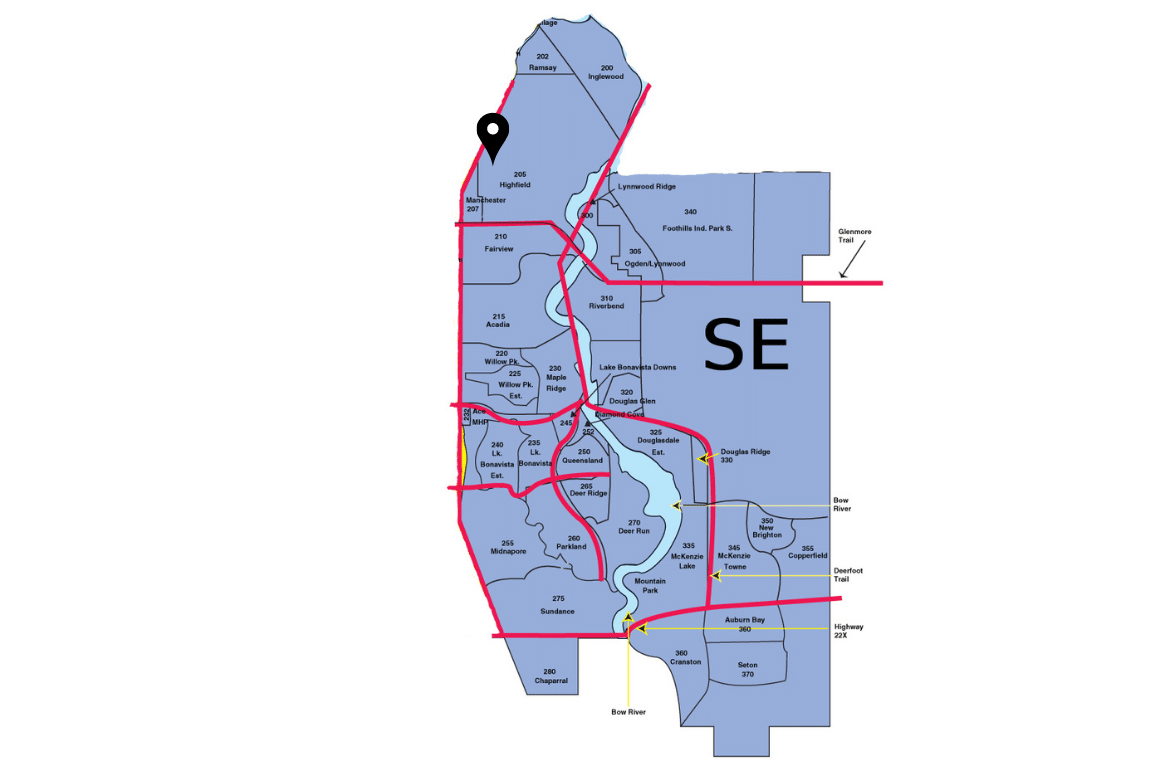 llage
202
Ramsay
200
Inglewood
205
Highfield
Manchester
207
Lynnwood Ridge
300
340
Foothills Ind. Park S.
Glenmore
Trail
210
Fairview
305
Ogden/Lynnwood
310
Riverbend
215
Acadia
SE
220
Willow Pk.
225
Willow Pk.
Est.
230
Maple
Ridge
Lake Bonavista Downs
320
Douglas Glen
232
Ace
MHP
Diamond Cove
245
252
325
Douglasdale
Est.
240
Lk.
Bonavista
Est.
235
Lk.
Bonavista
250
Queensland
Douglas Ridge
330
265
Deer Ridge
Bow
River
270
Deer Run
350
New
Brighton
255
Midnapore
260
Parkland
335
McKenzie
Lake
345
McKenzie
Towne
355
Copperfield
Deerfoot
Trail
Mountain
Park
275
Sundance
Auburn Bay
360
Highway
22X
360
Cranston
Seton
370
280
Chaparral
Bow River